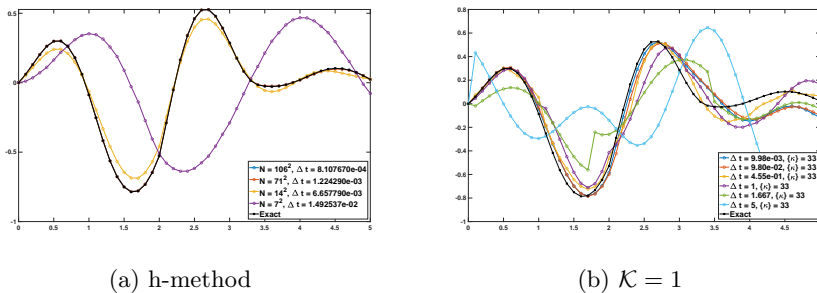 0.5
0
-0.5
-1
0 0.5 1 1.5 2 2.5 3 3.5 4 4.5 5
N = 106², Δ t = 8.107670e-04
N = 71², Δ t = 1.224290e-03
N = 14², Δ t = 6.657790e-03
N = 7², Δ t = 1.492537e-02
Exact
(a) h-method
0.8
0.6
0.4
0.2
0
-0.2
-0.4
-0.6
-0.8
-1
0 0.5 1 1.5 2 2.5 3 3.5 4 4.5
Δ t = 9.98e-03, {κ} = 33
Δ t = 9.80e-02, {κ} = 33
Δ t = 4.55e-01, {κ} = 33
Δ t = 1, {κ} = 33
Δ t = 1.667, {κ} = 33
Δ t = 5, {κ} = 33
Exact
(b) 𝒦 = 1